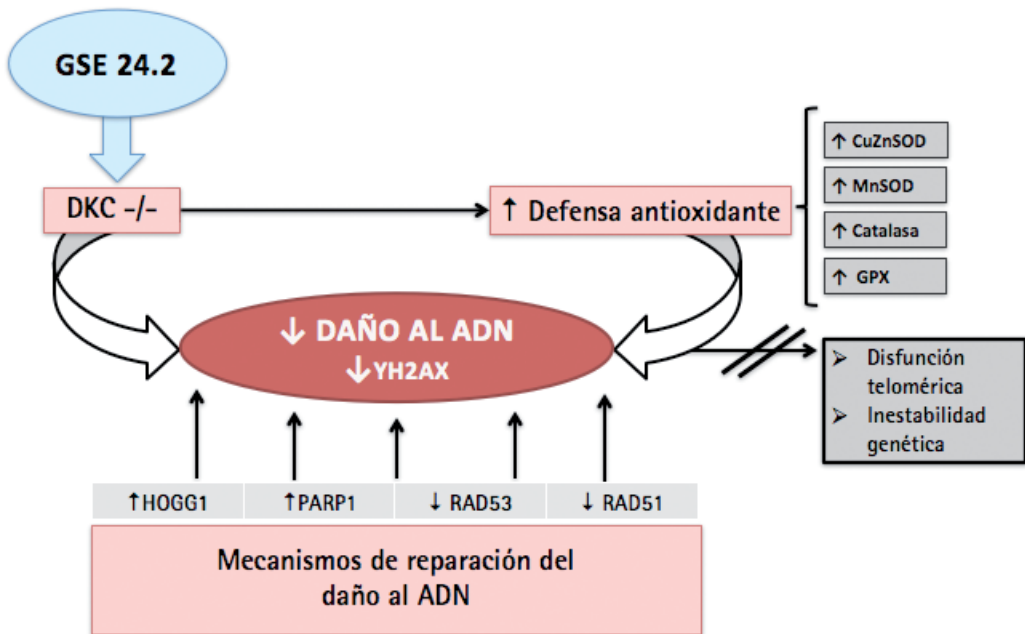 GSE 24.2
DKC -/-
↑ Defensa antioxidante
↑ CuZnSOD
↑ MnSOD
↑ Catalasa
↑ GPX
↓ DAÑO AL ADN
↓YH2AX
➢ Disfunción
telomérica
➢ Inestabilidad
genética
↑HOGG1 ↑PARP1 ↓ RAD53 ↓ RAD51
Mecanismos de reparación del
daño al ADN